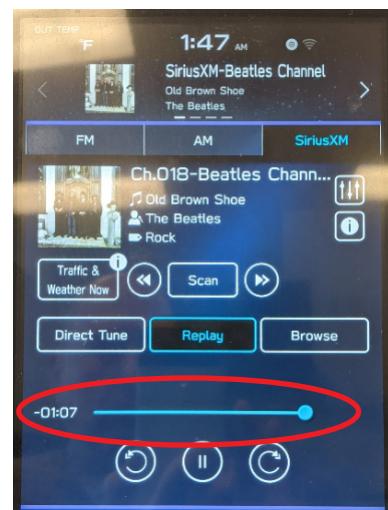 OUT TEMP
°F
1:47 AM
SiriusXM-Beatles Channel
Old Brown Shoe
The Beatles
FM
AM
SiriusXM
Ch.018-Beatles Chann...
Old Brown Shoe
The Beatles
Rock
i
Traffic &
Weather Now
i
Scan
Direct Tune
Replay
Browse
-01:07